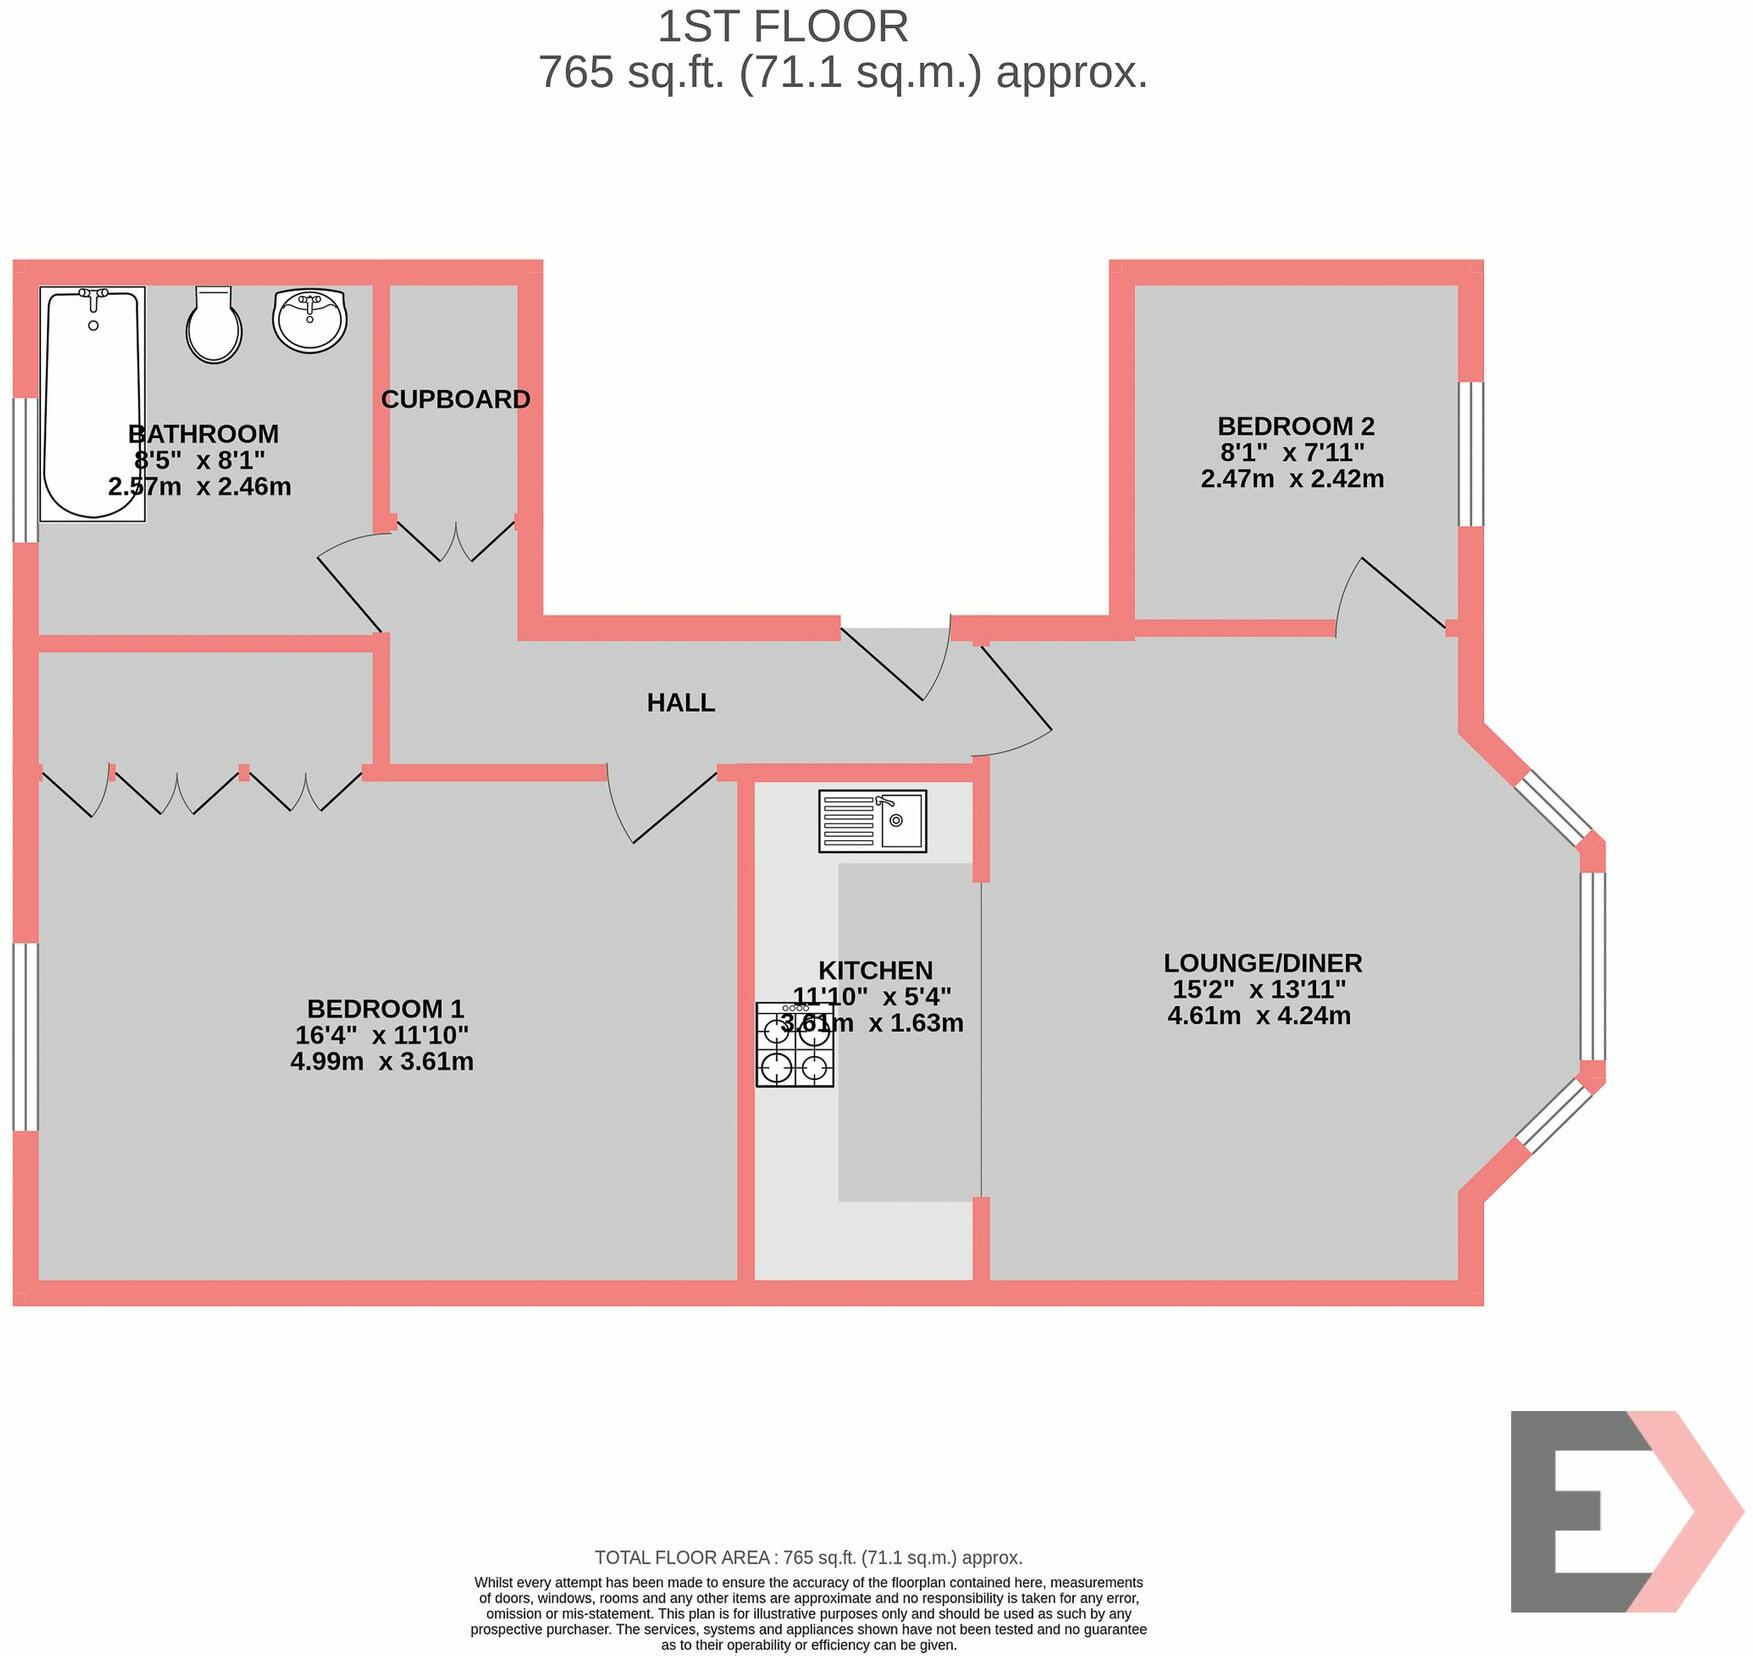 1ST FLOOR
765 sq.ft. (71.1 sq.m.) approx.
CUPBOARD
BATHROOM
8'5" x 8'1"
2.57m x 2.46m
BEDROOM 2
8'1" x 7'11"
2.47m x 2.42m
HALL
BEDROOM 1
16'4" x 11'10"
4.99m x 3.61m
KITCHEN
11'10" x 5'4"
3.61m x 1.63m
LOUNGE/DINER
15'2" x 13'11"
4.61m x 4.24m
E
TOTAL FLOOR AREA : 765 sq.ft. (71.1 sq.m.) approx.
Whilst every attempt has been made to ensure the accuracy of the floorplan contained here, measurements
of doors, windows, rooms and any other items are approximate and no responsibility is taken for any error,
omission or mis-statement. This plan is for illustrative purposes only and should be used as such by any
prospective purchaser. The services, systems and appliances shown have not been tested and no guarantee
as to their operability or efficiency can be given.